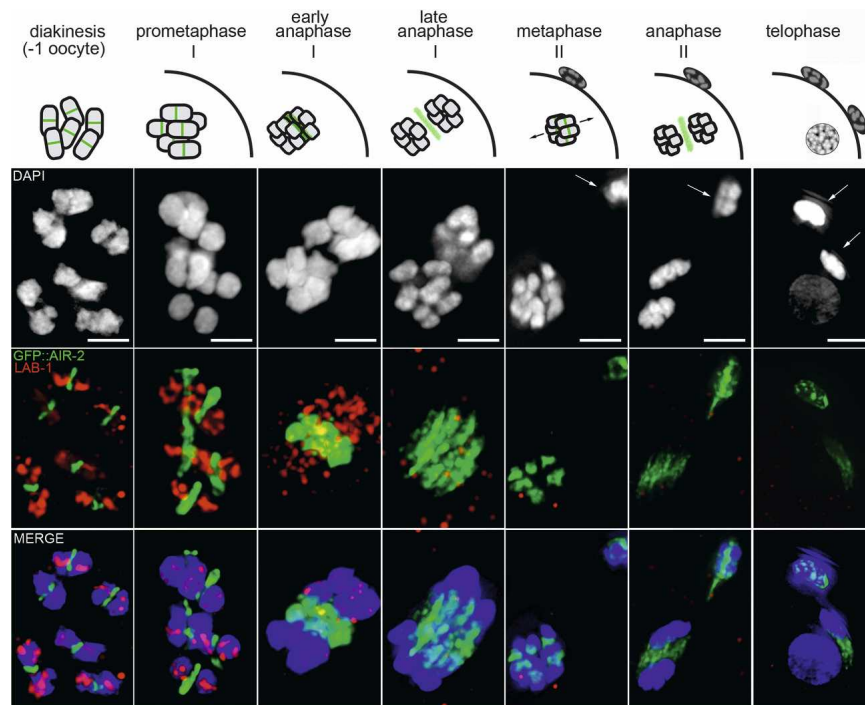 diakinesis
(-1 oocyte)
prometaphase
I
early
anaphase
I
late
anaphase
I
metaphase
II
anaphase
II
telophase
DAPI
GFP::AIR-2
LAB-1
MERGE